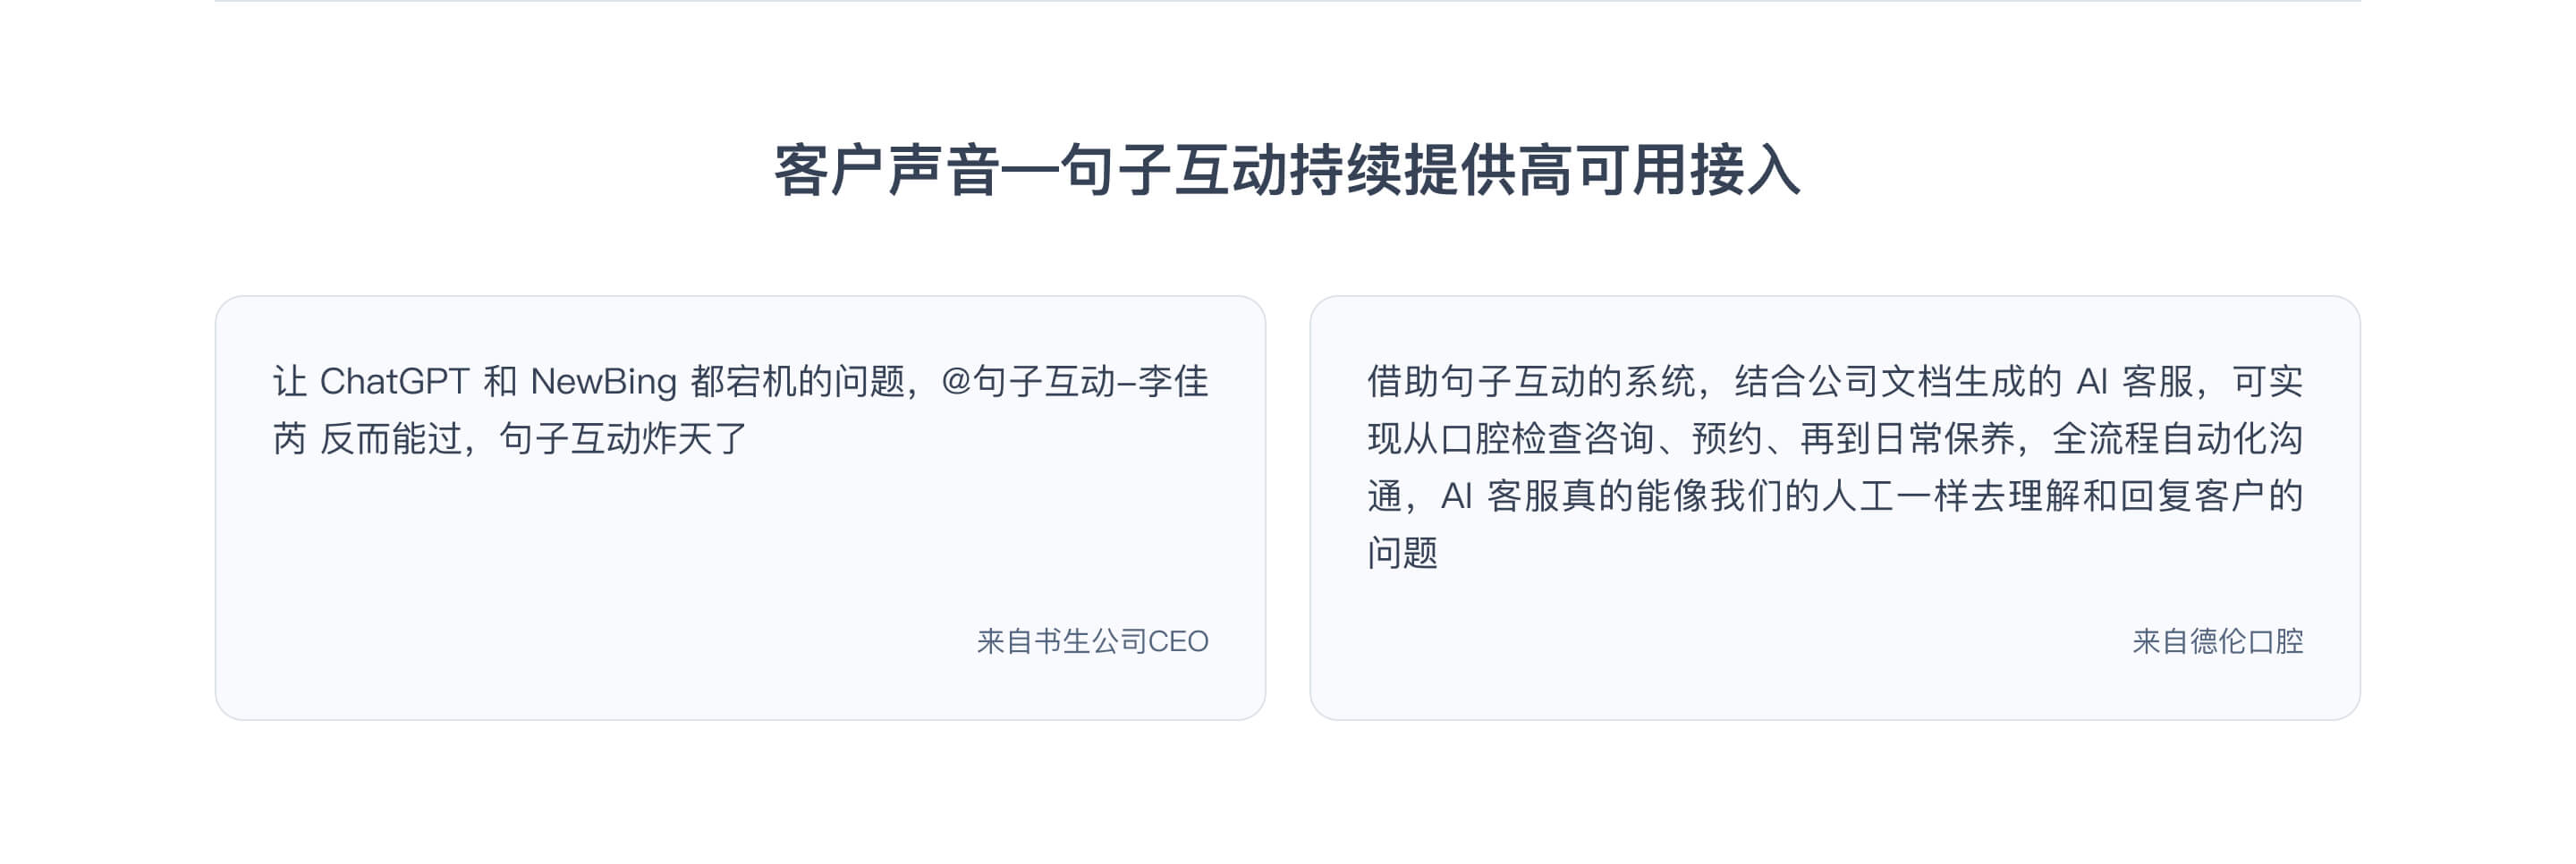 客户声音—句子互动持续提供高可用接入
让 ChatGPT 和 NewBing 都宕机的问题，@句子互动-李佳
芮 反而能过，句子互动炸天了
来自书生公司CEO
借助句子互动的系统，结合公司文档生成的 AI 客服，可实
现从口腔检查咨询、预约、再到日常保养，全流程自动化沟
通，AI 客服真的能像我们的人工一样去理解和回复客户的
问题
来自德伦口腔